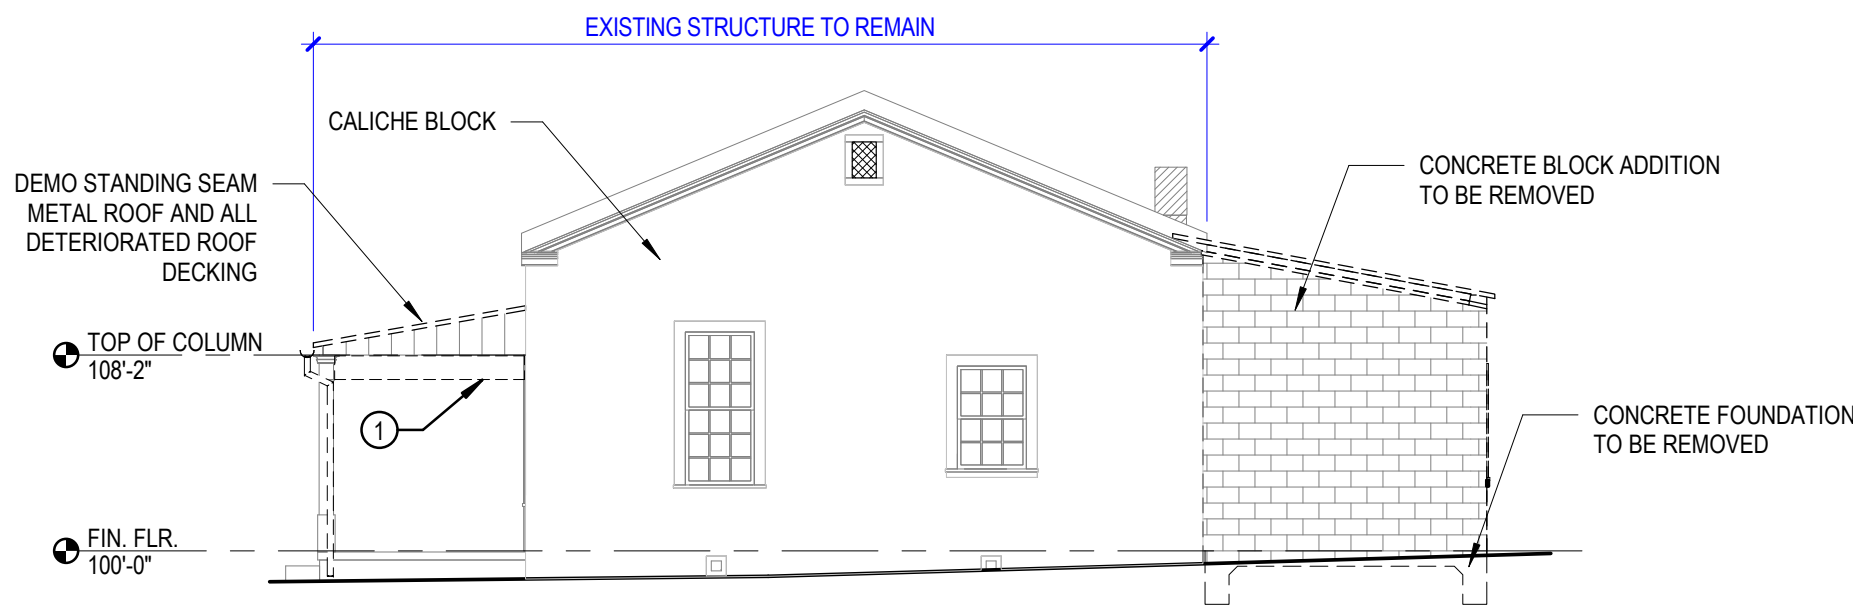 EXISTING STRUCTURE TO REMAIN
CALICHE BLOCK
DEMO STANDING SEAM
METAL ROOF AND ALL
DETERIORATED ROOF
DECKING
CONCRETE BLOCK ADDITION
TO BE REMOVED
TOP OF COLUMN
108'-2"
1
CONCRETE FOUNDATION
TO BE REMOVED
FIN. FLR.
100'-0"